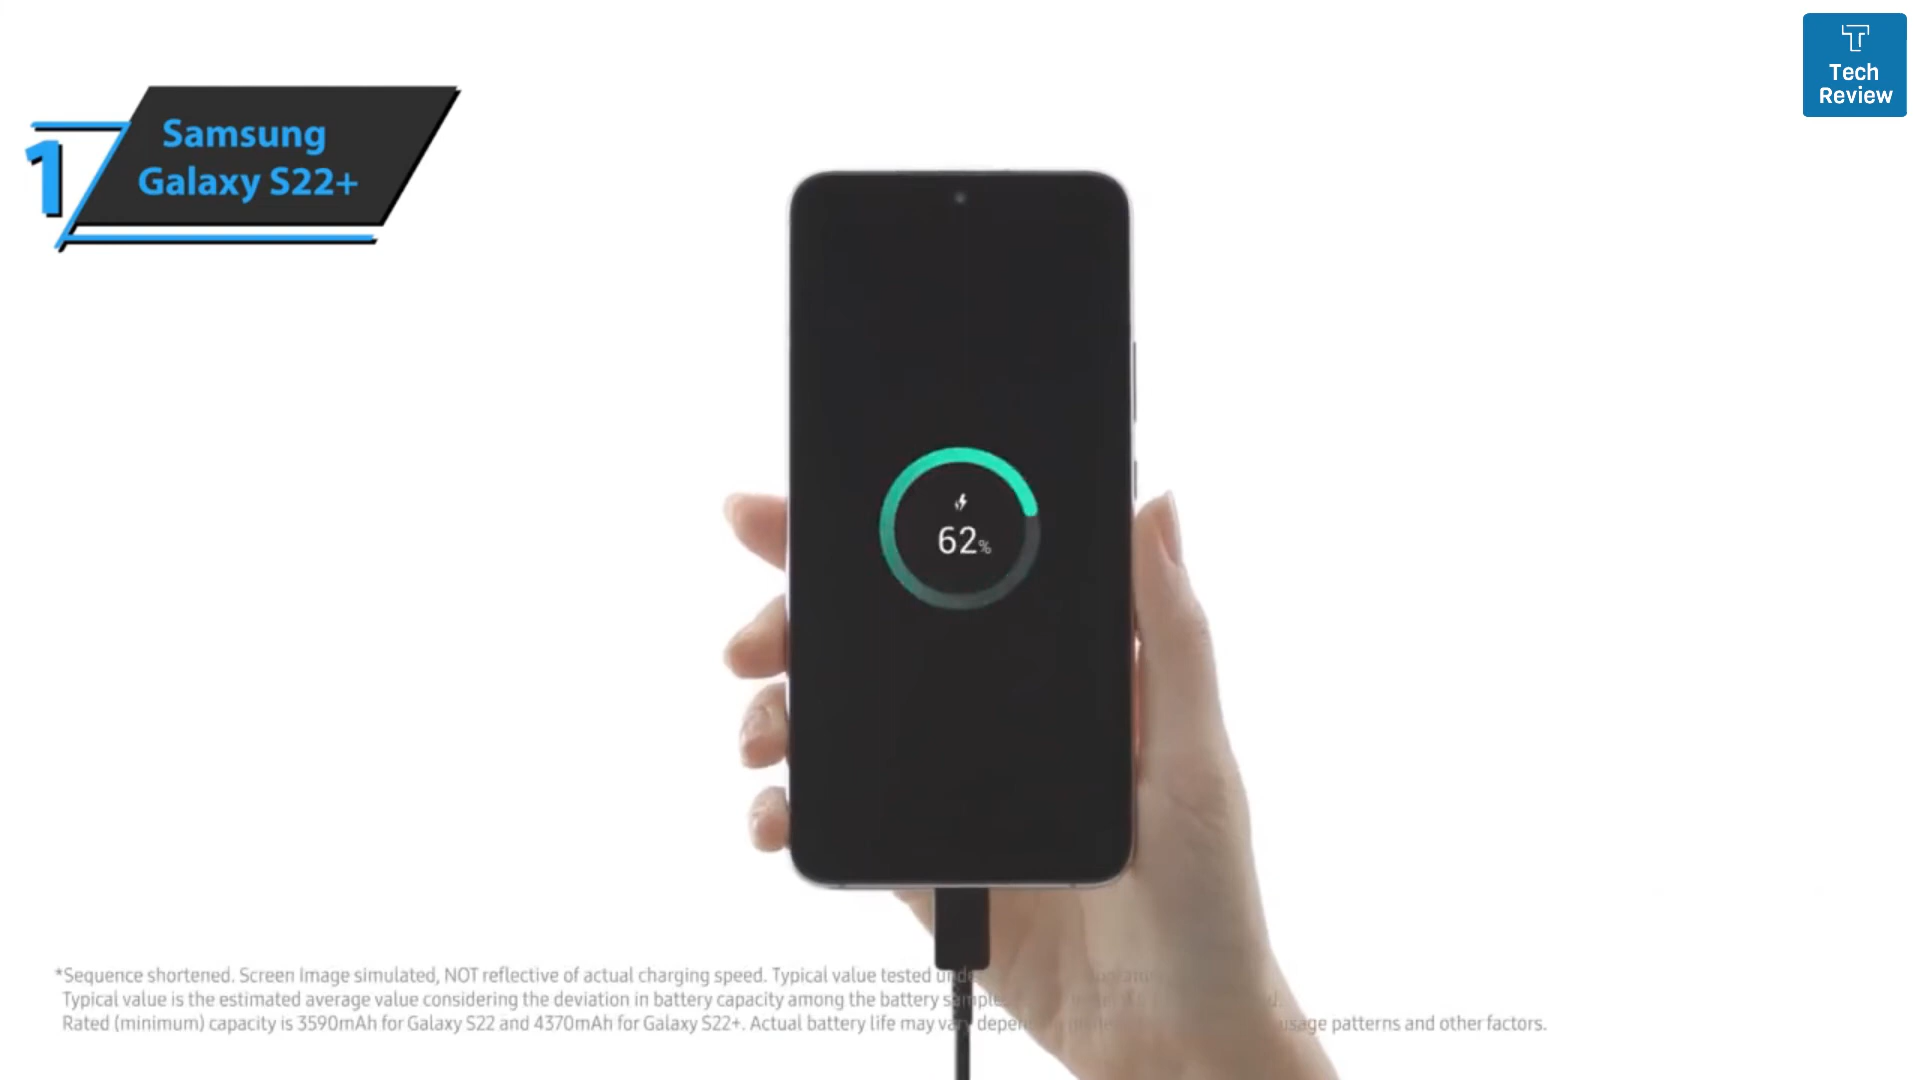 Tech
Review
1
Samsung
Galaxy S22+
62%
*Sequence shortened. Screen Image simulated, NOT reflective of actual charging speed. Typical value tested
Typical value is the estimated average value considering the deviation in battery capacity among the battery
Rated (minimum) capacity is 3590mAh for Galaxy S22 and 4370mAh for Galaxy S22+. Actual battery life may vary usage patterns and other factors.